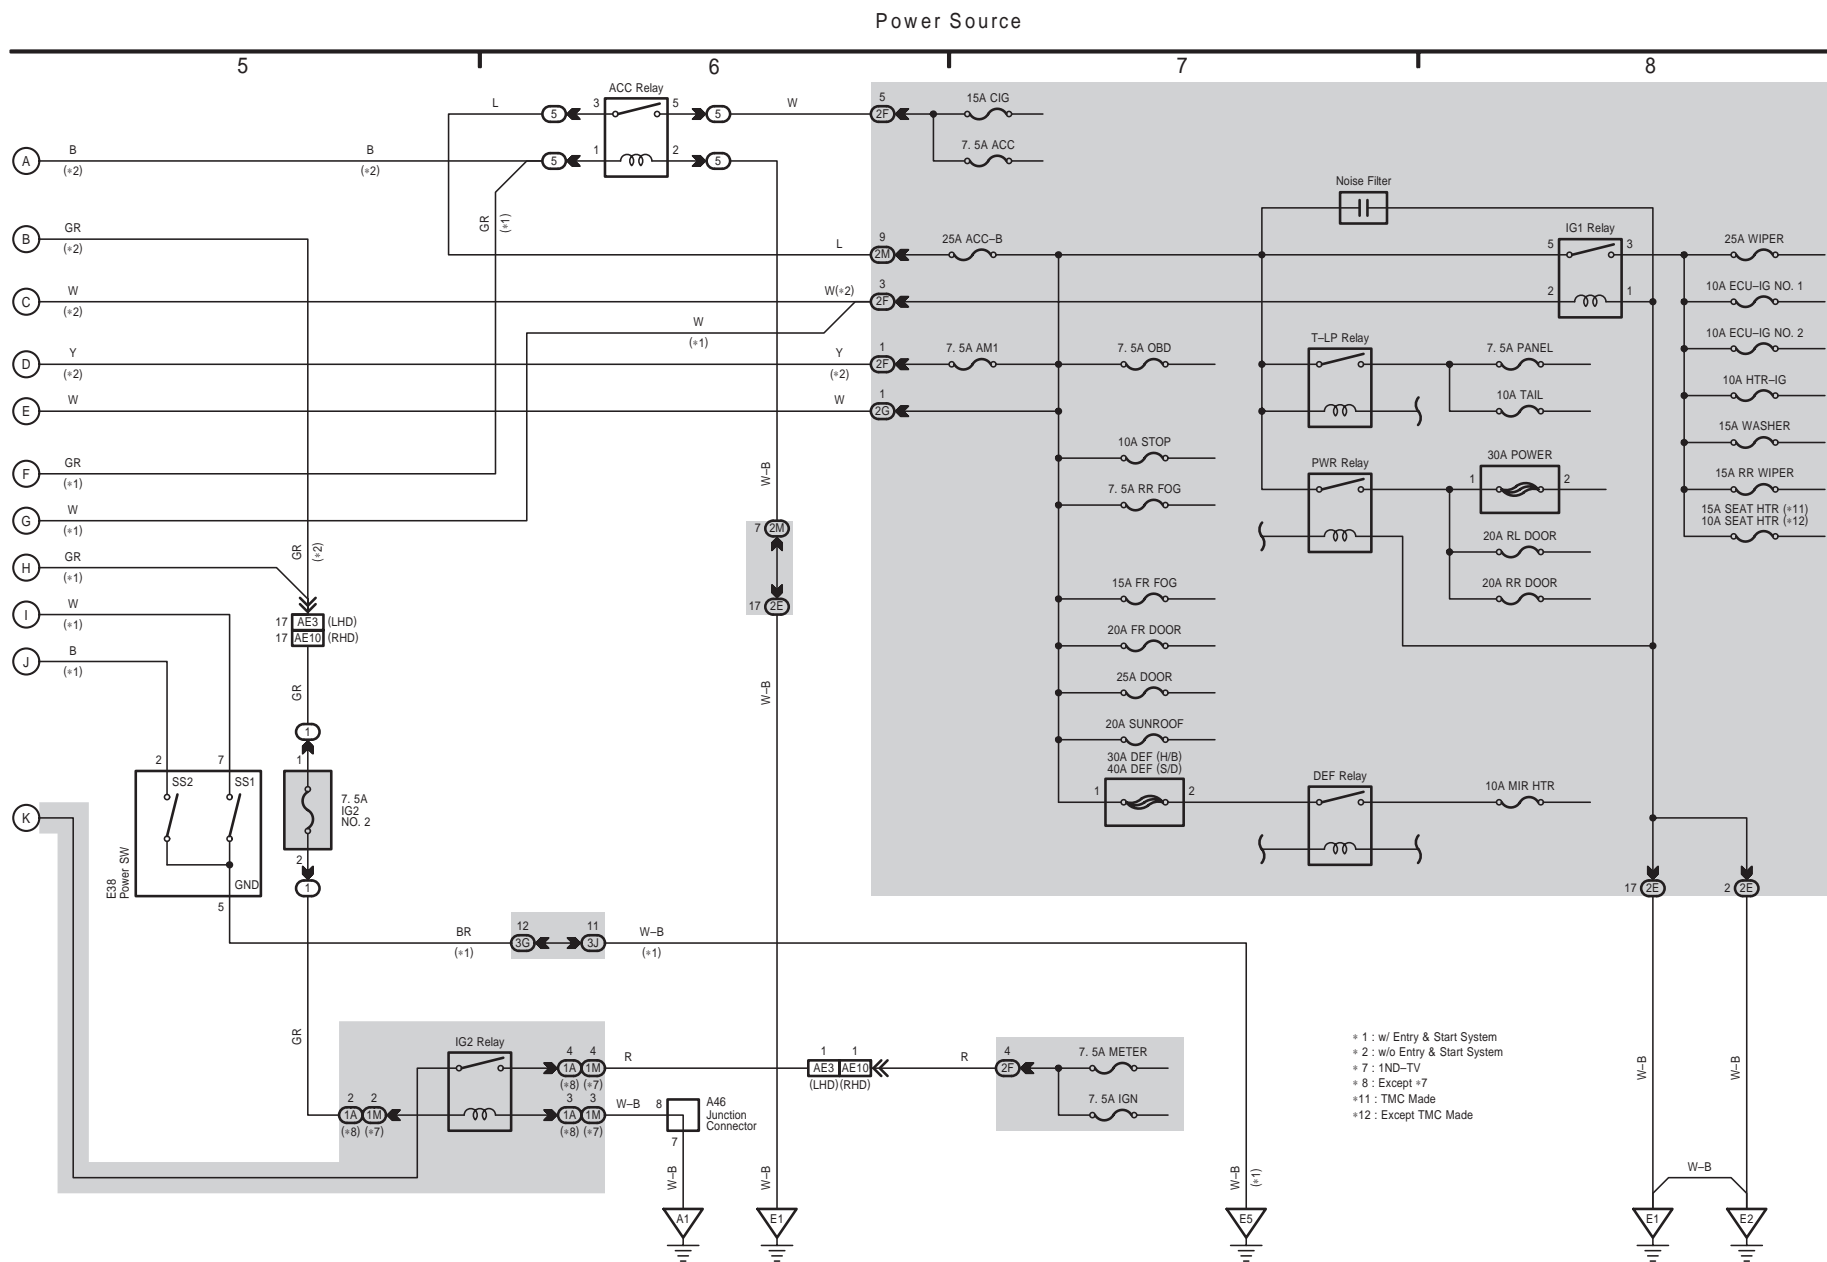 Power Source
5 6 7 8
ACC Relay
L 5 3 5 5 W 5 2F 15A CIG
7. 5A ACC
A B (∗2) B (∗2) 5 1 2 5
Noise Filter
B GR (∗2)
GR (∗1)
L 9 2M 25A ACC–B
IG1 Relay
5 3
2 1
25A WIPER
10A ECU–IG NO. 1
10A ECU–IG NO. 2
10A HTR–IG
15A WASHER
15A RR WIPER
15A SEAT HTR (∗11)
10A SEAT HTR (∗12)
C W (∗2) W(∗2) 3 2F
W (∗1)
D Y (∗2) Y (∗2) 1 2F 7. 5A AM1 7. 5A OBD
T–LP Relay
7. 5A PANEL
10A TAIL
E W W 1 2G
10A STOP
7. 5A RR FOG
PWR Relay
30A POWER
1 2
20A RL DOOR
20A RR DOOR
F GR (∗1)
G W (∗1)
W–B
7 2M
17 2E
W–B
GR (∗2)
H GR (∗1)
I W (∗1)
17 AE3 (LHD)
17 AE10 (RHD)
J B (∗1)
GR
15A FR FOG
20A FR DOOR
25A DOOR
20A SUNROOF
30A DEF (H/B)
40A DEF (S/D)
1 2
DEF Relay
10A MIR HTR
1
1
7. 5A
IG2
NO. 2
2
1
2 7
SS2 SS1
GND
5
E38
Power SW
K
17 2E 2 2E
BR (∗1) 12 3G 11 3J W–B (∗1)
GR
IG2 Relay
4 4
1A 1M
(∗8) (∗7)
R
1 1
AE3 AE10
(LHD) (RHD)
R
4
2F
7. 5A METER
7. 5A IGN
2 2
1A 1M
(∗8) (∗7)
3 3
1A 1M
(∗8) (∗7)
W–B 8
A46
Junction
Connector
7
∗ 1 : w/ Entry & Start System
∗ 2 : w/o Entry & Start System
∗ 7 : 1ND–TV
∗ 8 : Except ∗7
∗11 : TMC Made
∗12 : Except TMC Made
W–B W–B
W–B W–B W–B (∗1) W–B
A1 E1 E5 E1 E2